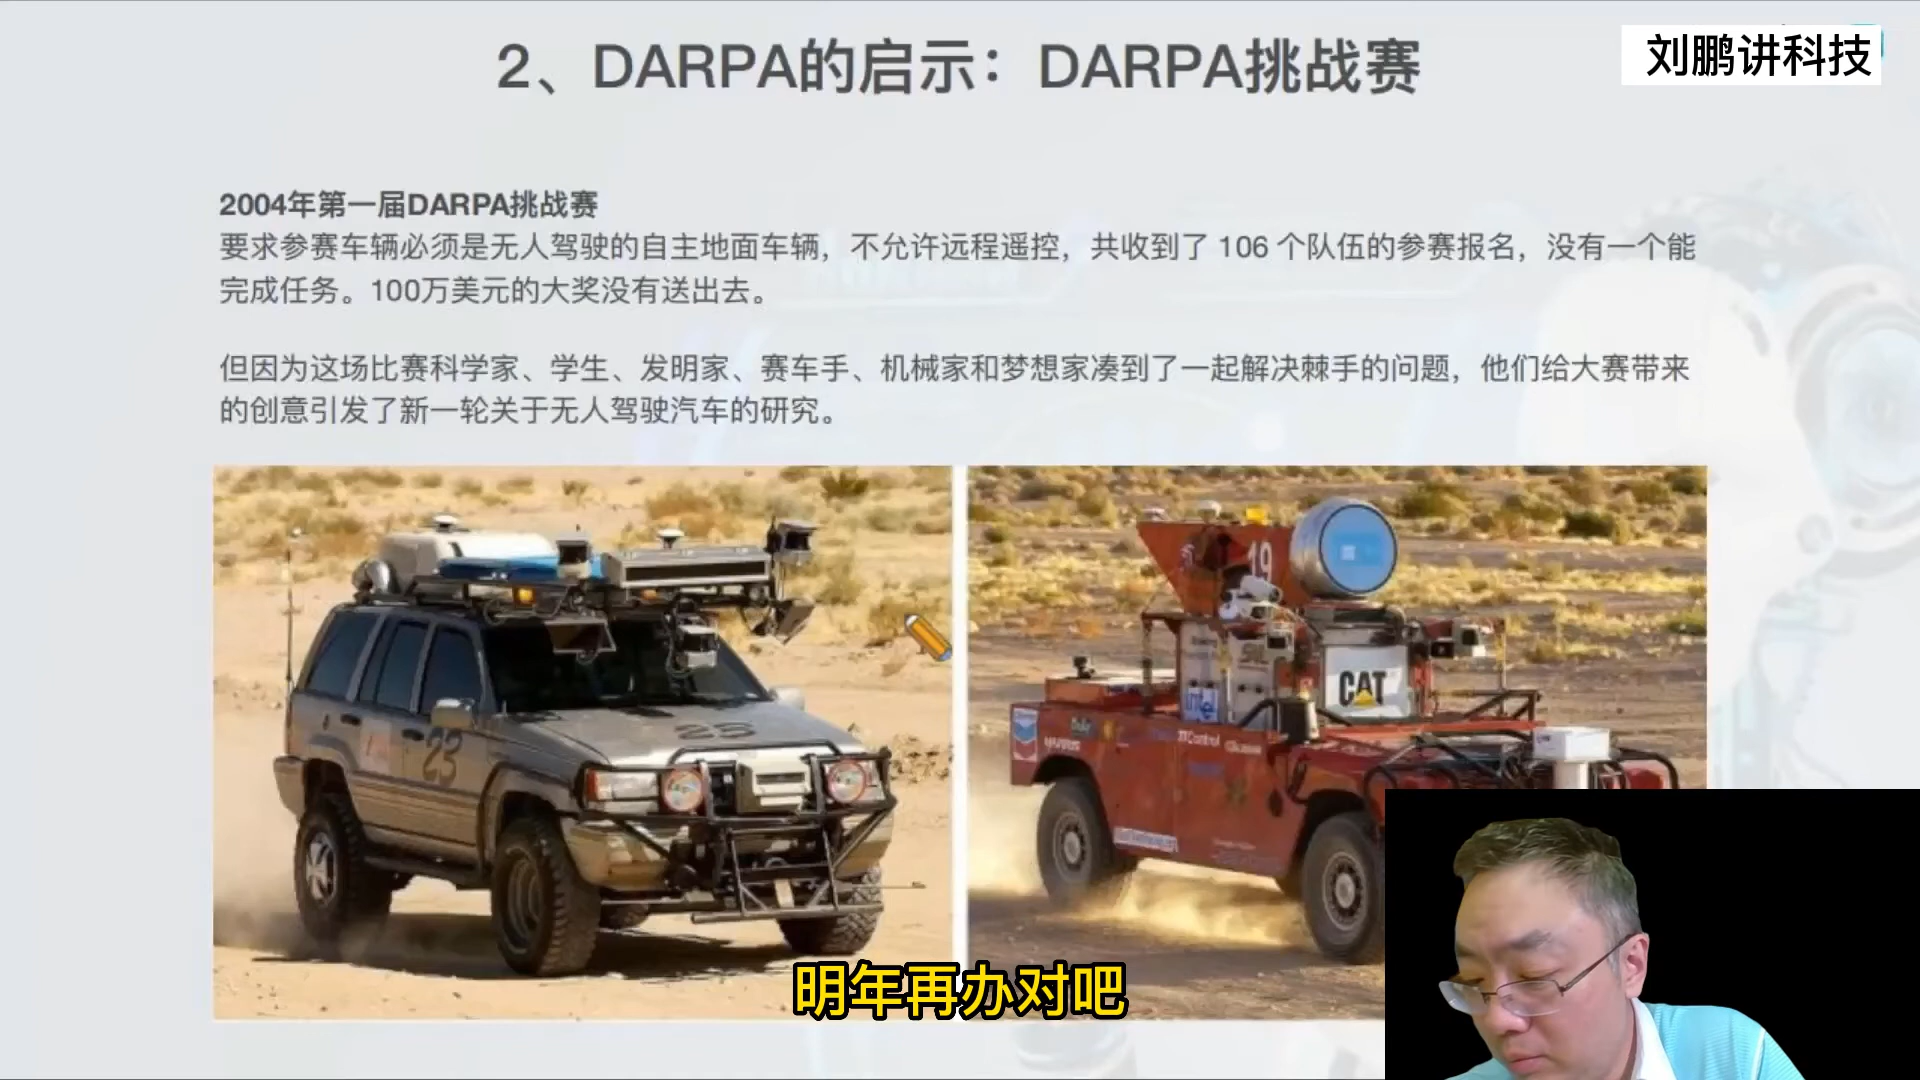 2、DARPA的启示：DARPA挑战赛
刘鹏讲科技
2004年第一届DARPA挑战赛
要求参赛车辆必须是无人驾驶的自主地面车辆，不允许远程遥控，共收到了 106 个队伍的参赛报名，没有一个能
完成任务。100万美元的大奖没有送出去。
但因为这场比赛科学家、学生、发明家、赛车手、机械家和梦想家凑到了一起解决棘手的问题，他们给大赛带来
的创意引发了新一轮关于无人驾驶汽车的研究。
23
23
19
CAT
intel
明年再办对吧